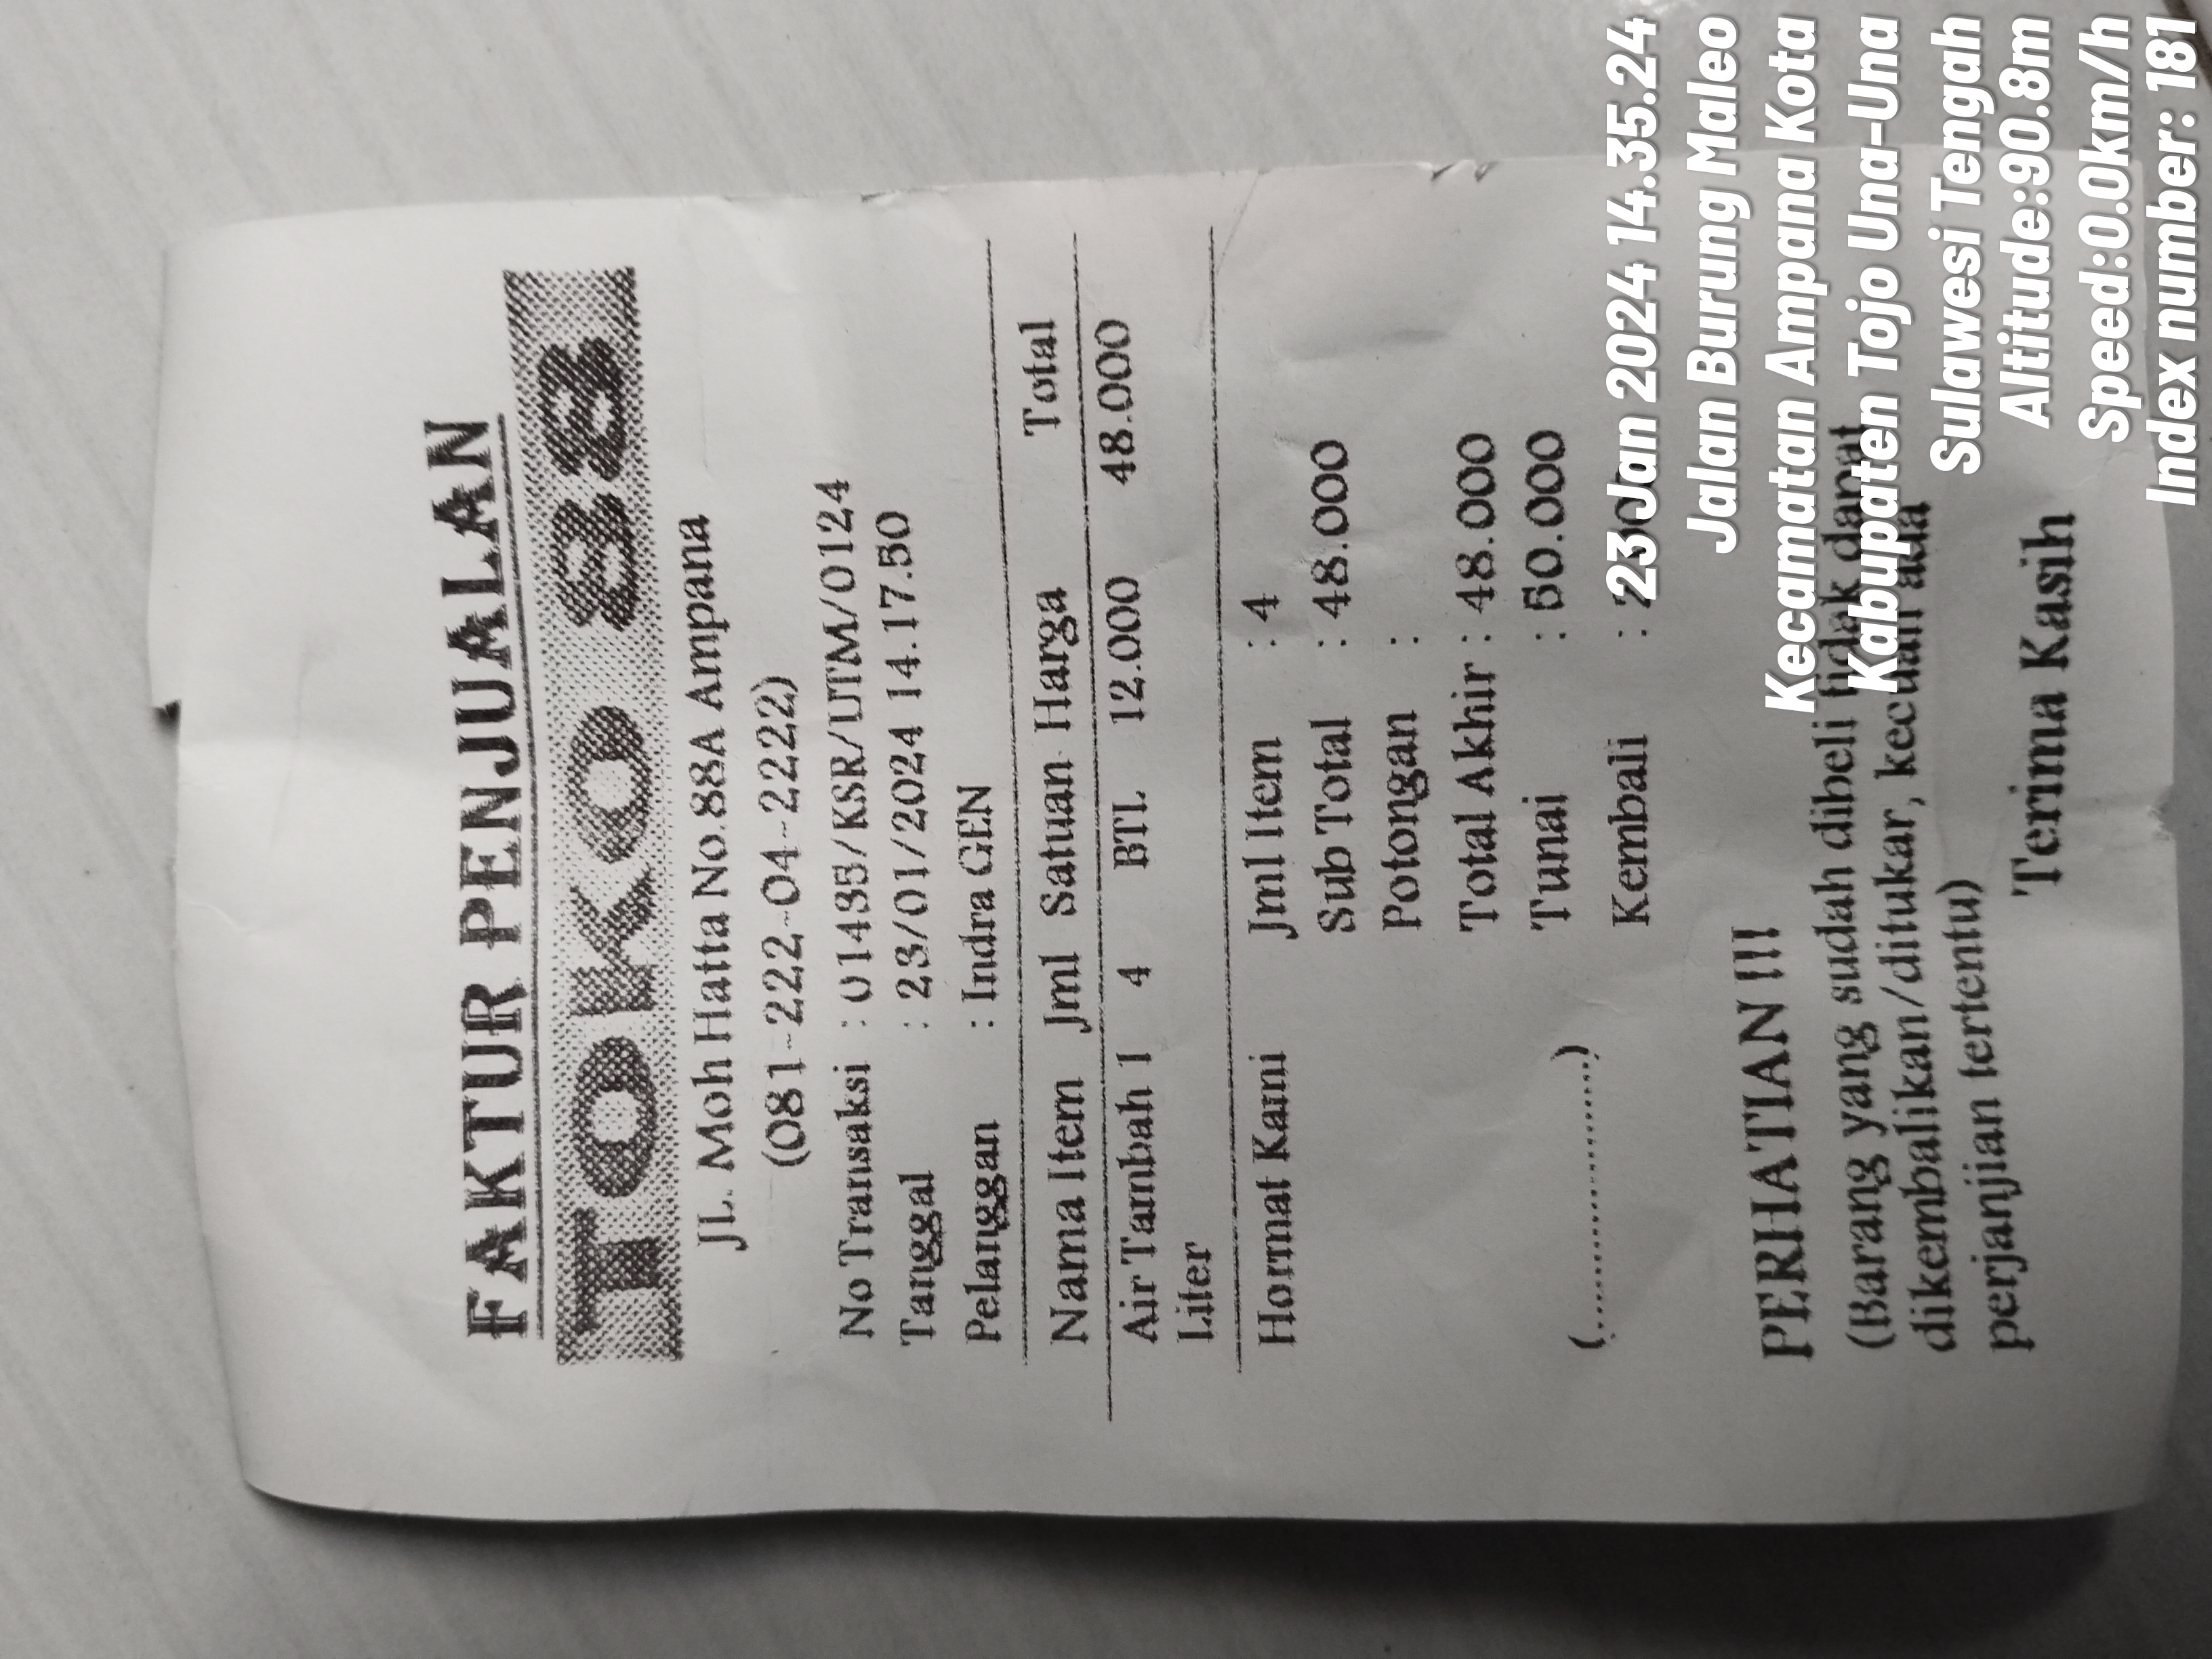 FAKTUR PENJUALAN
TOKO 88
JL. Moh Hatta No.88A Ampana
(081-222-04-2222)
No Transaksi : 01435/KSR/UTM/0124
Tanggal : 23/01/2024 14.17.50
Pelanggan : Indra GEN
Nama Item Jml Satuan Harga Total
Air Tambah 1 4 BTL 12.000 48.000
Liter
Hormat Kami Jml Item : 4
Sub Total : 48.000
Potongan :
Total Akhir : 48.000
Tunai : 50.000
(....................) Kembali :
PERHATIAN !!!
(Barang yang sudah dibeli tidak dapat
dikembalikan/ditukar, kecuali ada
perjanjian tertentu)
Terima Kasih
23 Jan 2024 14.35.24
Jalan Burung Maleo
Kecamatan Ampana Kota
Kabupaten Tojo Una-Una
Sulawesi Tengah
Altitude:90.8m
Speed:0.0km/h
Index number: 181